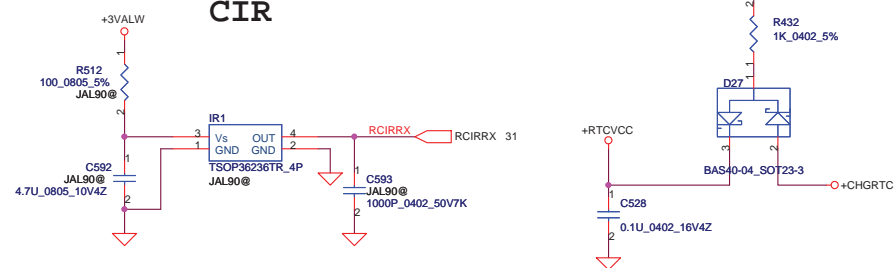 CIR
+3VALW
1
R512
100_0805_5%
JAL90@
2
IR1
3
Vs
OUT
4
1
GND
GND
2
TSOP36236TR_4P
JAL90@
RCIRRX
RCIRRX 31
1
C592
JAL90@
4.7U_0805_10V4Z
2
1
C593
JAL90@
1000P_0402_50V7K
2
2
R432
1K_0402_5%
1
1
D27
3
2
BAS40-04_SOT23-3
+RTCVCC
+CHGRTC
1
C528
0.1U_0402_16V4Z
2